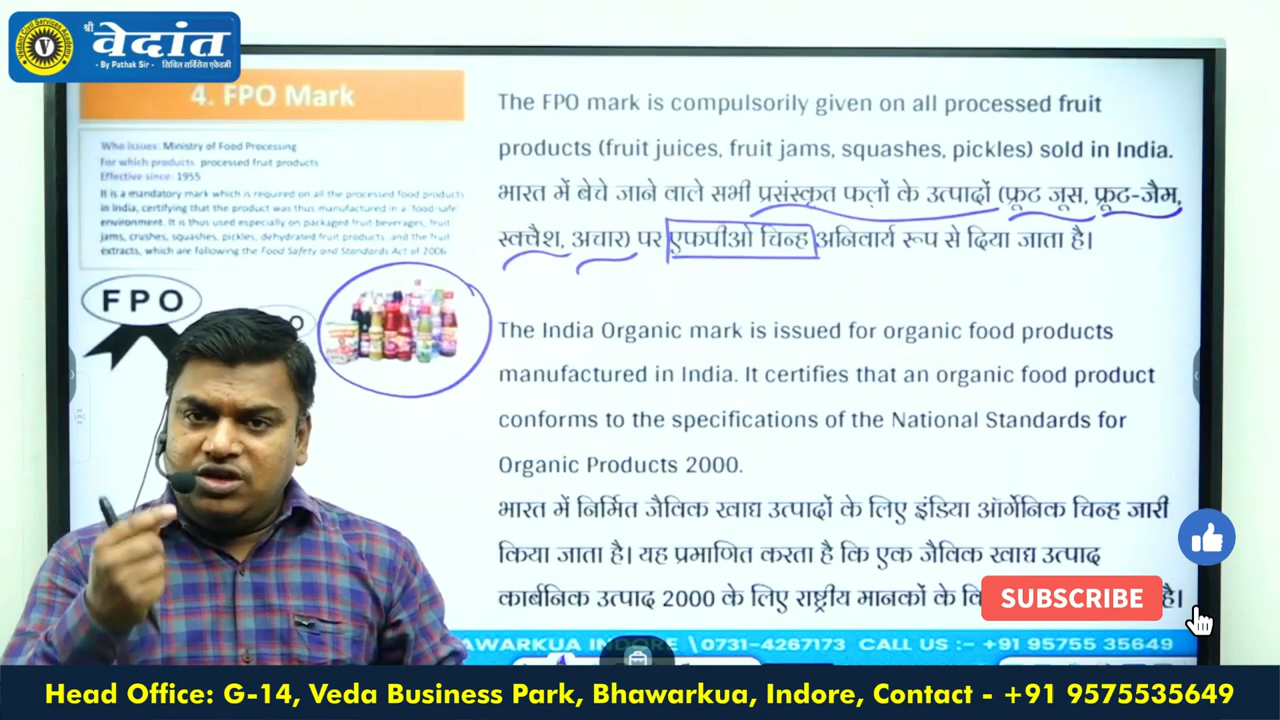 श्री
वेदांत
- By Pathak Sir - सिविल सर्विसेस एकेडमी
V
4. FPO Mark
Who issues: Ministry of Food Processing
For which products: processed fruit products
Effective since: 1955
It is a mandatory mark which is required on all the processed food products
in India, certifying that the product was thus manufactured in a 'food-safe'
environment. It is thus used especially on packaged fruit beverages, fruit
jams, crushes, squashes, pickles, dehydrated fruit products, and the fruit
extracts, which are following the Food Safety and Standards Act of 2006
FPO
O
The FPO mark is compulsorily given on all processed fruit
products (fruit juices, fruit jams, squashes, pickles) sold in India.
भारत में बेचे जाने वाले सभी प्रसंस्कृत फलों के उत्पादों (फ्रूट जूस, फ्रूट-जैम,
स्क्वैश, अचार) पर एफपीओ चिन्ह अनिवार्य रूप से दिया जाता है।
The India Organic mark is issued for organic food products
manufactured in India. It certifies that an organic food product
conforms to the specifications of the National Standards for
Organic Products 2000.
भारत में निर्मित जैविक खाद्य उत्पादों के लिए इंडिया ऑर्गेनिक चिन्ह जारी
किया जाता है। यह प्रमाणित करता है कि एक जैविक खाद्य उत्पाद
कार्बनिक उत्पाद 2000 के लिए राष्ट्रीय मानकों के वि है।
SUBSCRIBE
AWARKUA INDORE \0731-4267173 CALL US :- +91 95755 35649
Head Office: G-14, Veda Business Park, Bhawarkua, Indore, Contact - +91 9575535649